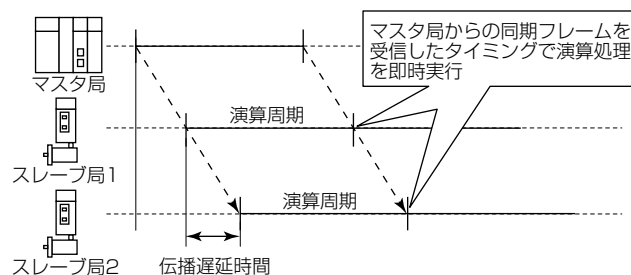 マスタ局からの同期フレームを
受信したタイミングで演算処理
を即時実行
マスタ局
演算周期
スレーブ局1
演算周期
スレーブ局2
伝播遅延時間